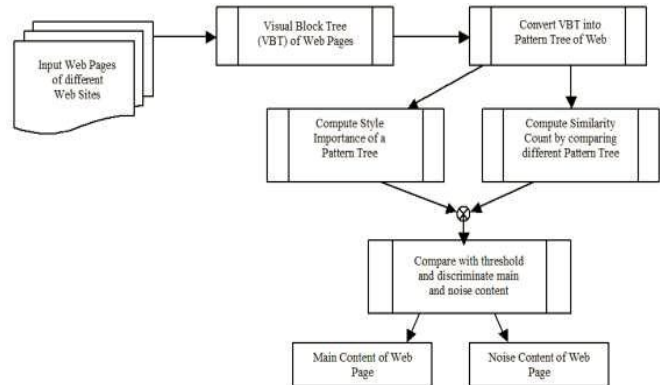 Input Web Pages
of different
Web Sites
Visual Block Tree
(VBT) of Web Pages
Convert VBT into
Pattern Tree of Web
Compute Style
Importance of a
Pattern Tree
Compute Similarity
Count by comparing
different Pattern Tree
Compare with threshold
and discriminate main
and noise content
Main Content of Web
Page
Noise Content of Web
Page